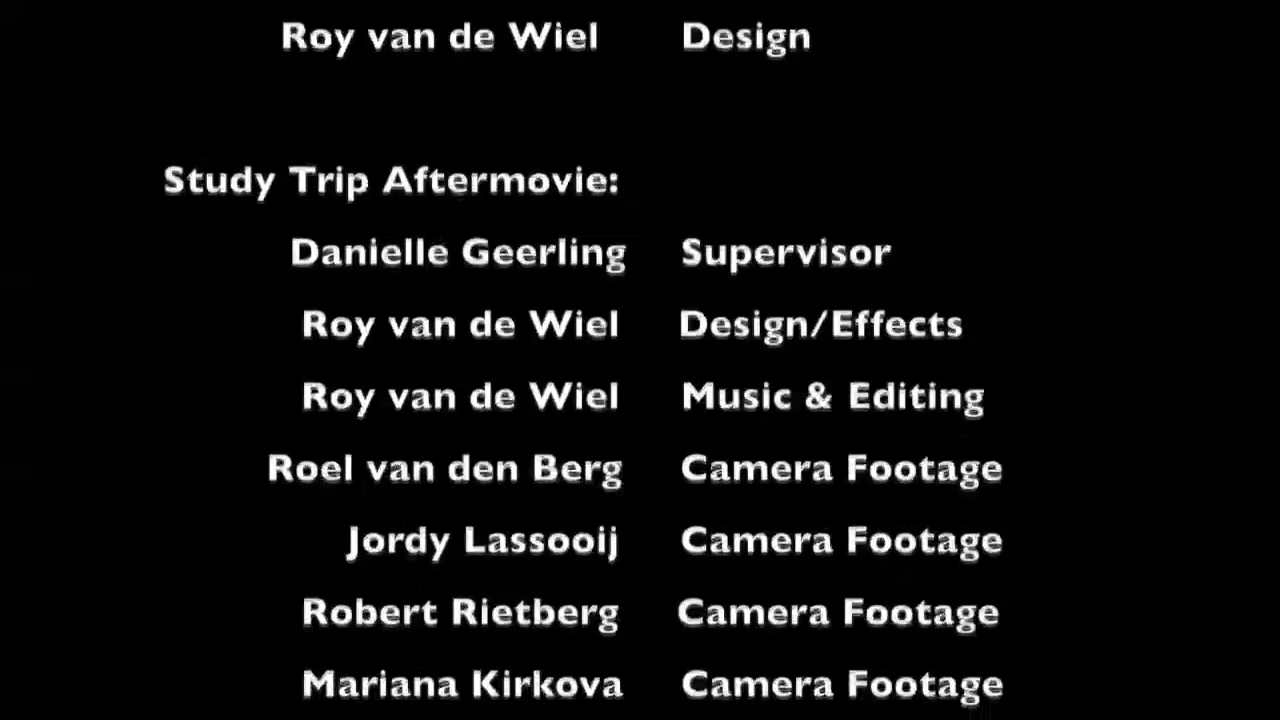 Roy van de Wiel Design
Study Trip Aftermovie:
Danielle Geerling Supervisor
Roy van de Wiel Design/Effects
Roy van de Wiel Music & Editing
Roel van den Berg Camera Footage
Jordy Lassooij Camera Footage
Robert Rietberg Camera Footage
Mariana Kirkova Camera Footage